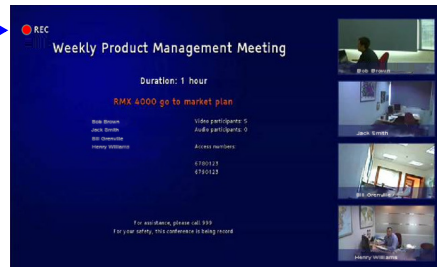 REC
Weekly Product Management Meeting
Duration: 1 hour
RMX 4000 go to market plan
Bob Brown
Jack Smith
Bill Grenville
Henry Williams
Video participants: 5
Audio participants: 0
Access numbers:
6780123
6780123
For assistance, please call 999
For your safety, this conference is being record
Bob Brown
Jack Smith
Bill Grenville
Henry Williams